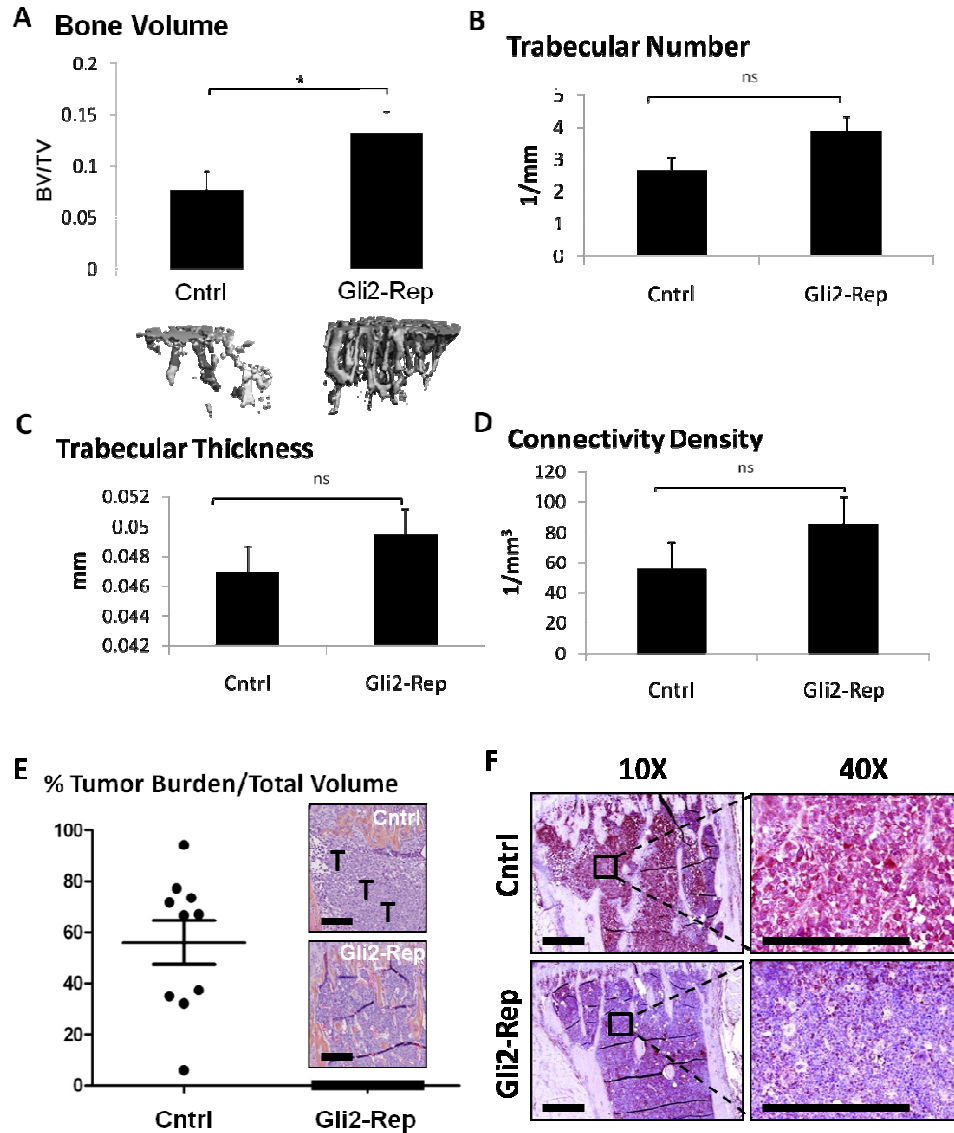 A Bone Volume
0.2
0.15
0.1
0.05
0
BV/TV
*
Cntrl Gli2-Rep
B Trabecular Number
ns
5
4
3
2
1
0
1/mm
Cntrl Gli2-Rep
C Trabecular Thickness
ns
0.052
0.05
0.048
0.046
0.044
0.042
mm
Cntrl Gli2-Rep
D Connectivity Density
ns
120
100
80
60
40
20
0
1/mm³
Cntrl Gli2-Rep
E % Tumor Burden/Total Volume
100
80
60
40
20
0
Cntrl
T
T
T
Gli2-Rep
Cntrl Gli2-Rep
F 10X 40X
Cntrl
Gli2-Rep